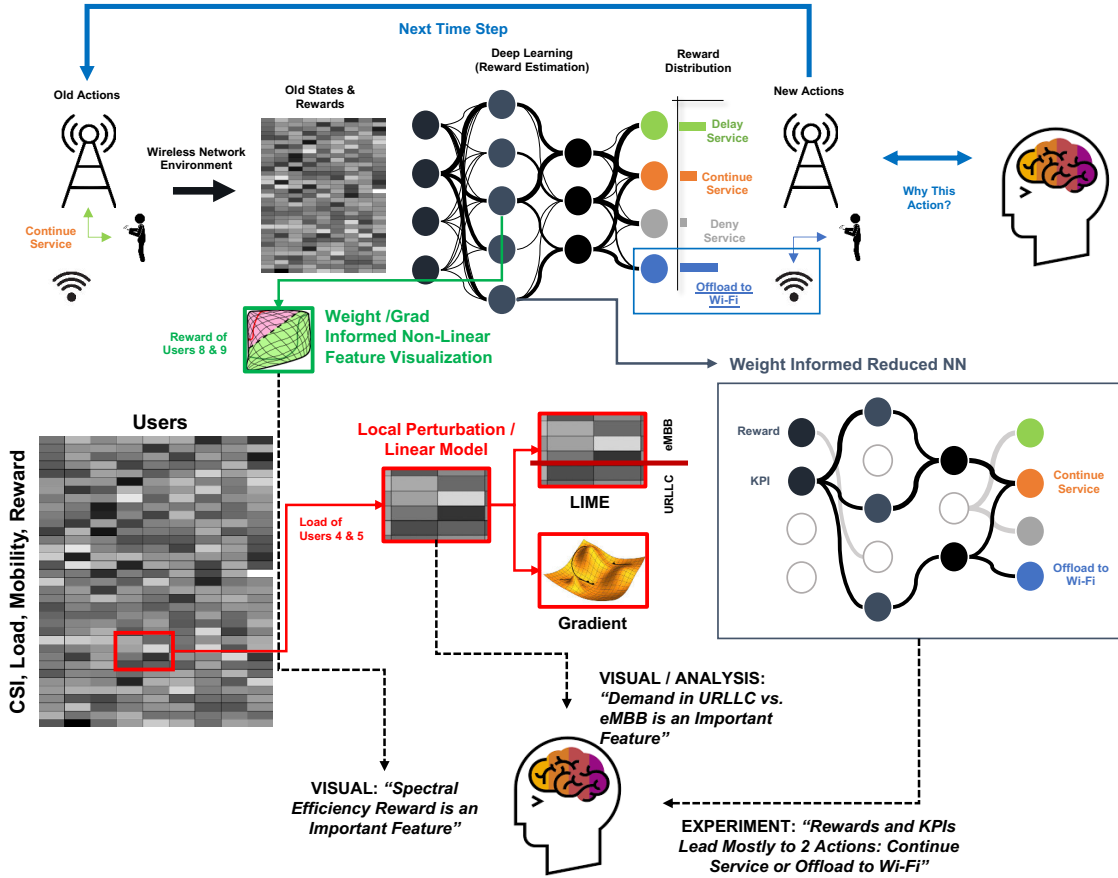 Next Time Step
Old Actions
Old States &
Rewards
Deep Learning
(Reward Estimation)
Reward
Distribution
New Actions
Wireless Network
Environment
Continue
Service
Delay
Service
Continue
Service
Deny
Service
Offload to
Wi-Fi
Why This
Action?
Reward of
Users 8 & 9
Weight /Grad
Informed Non-Linear
Feature Visualization
Weight Informed Reduced NN
Users
CSI, Load, Mobility, Reward
Load of
Users 4 & 5
Local Perturbation /
Linear Model
eMBB
URLLC
LIME
Gradient
Reward
KPI
Continue
Service
Offload to
Wi-Fi
VISUAL / ANALYSIS:
“Demand in URLLC vs.
eMBB is an Important
Feature”
VISUAL: “Spectral
Efficiency Reward is an
Important Feature”
EXPERIMENT: “Rewards and KPIs
Lead Mostly to 2 Actions: Continue
Service or Offload to Wi-Fi”